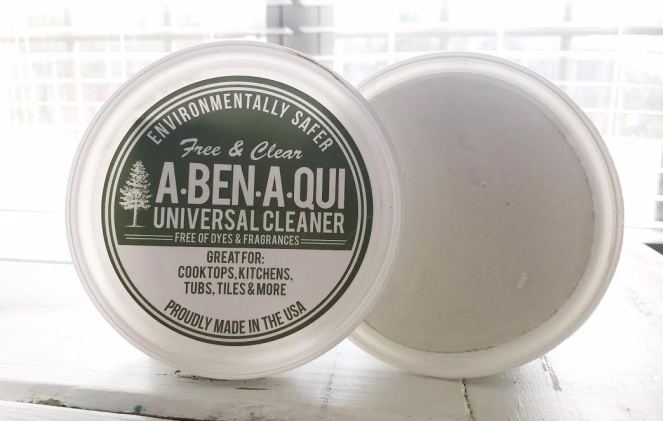 ENVIRONMENTALLY SAFER
Free & Clear
A·BEN·A·QUI
UNIVERSAL CLEANER
FREE OF DYES & FRAGRANCES
GREAT FOR:
COOKTOPS, KITCHENS,
TUBS, TILES & MORE
PROUDLY MADE IN THE USA